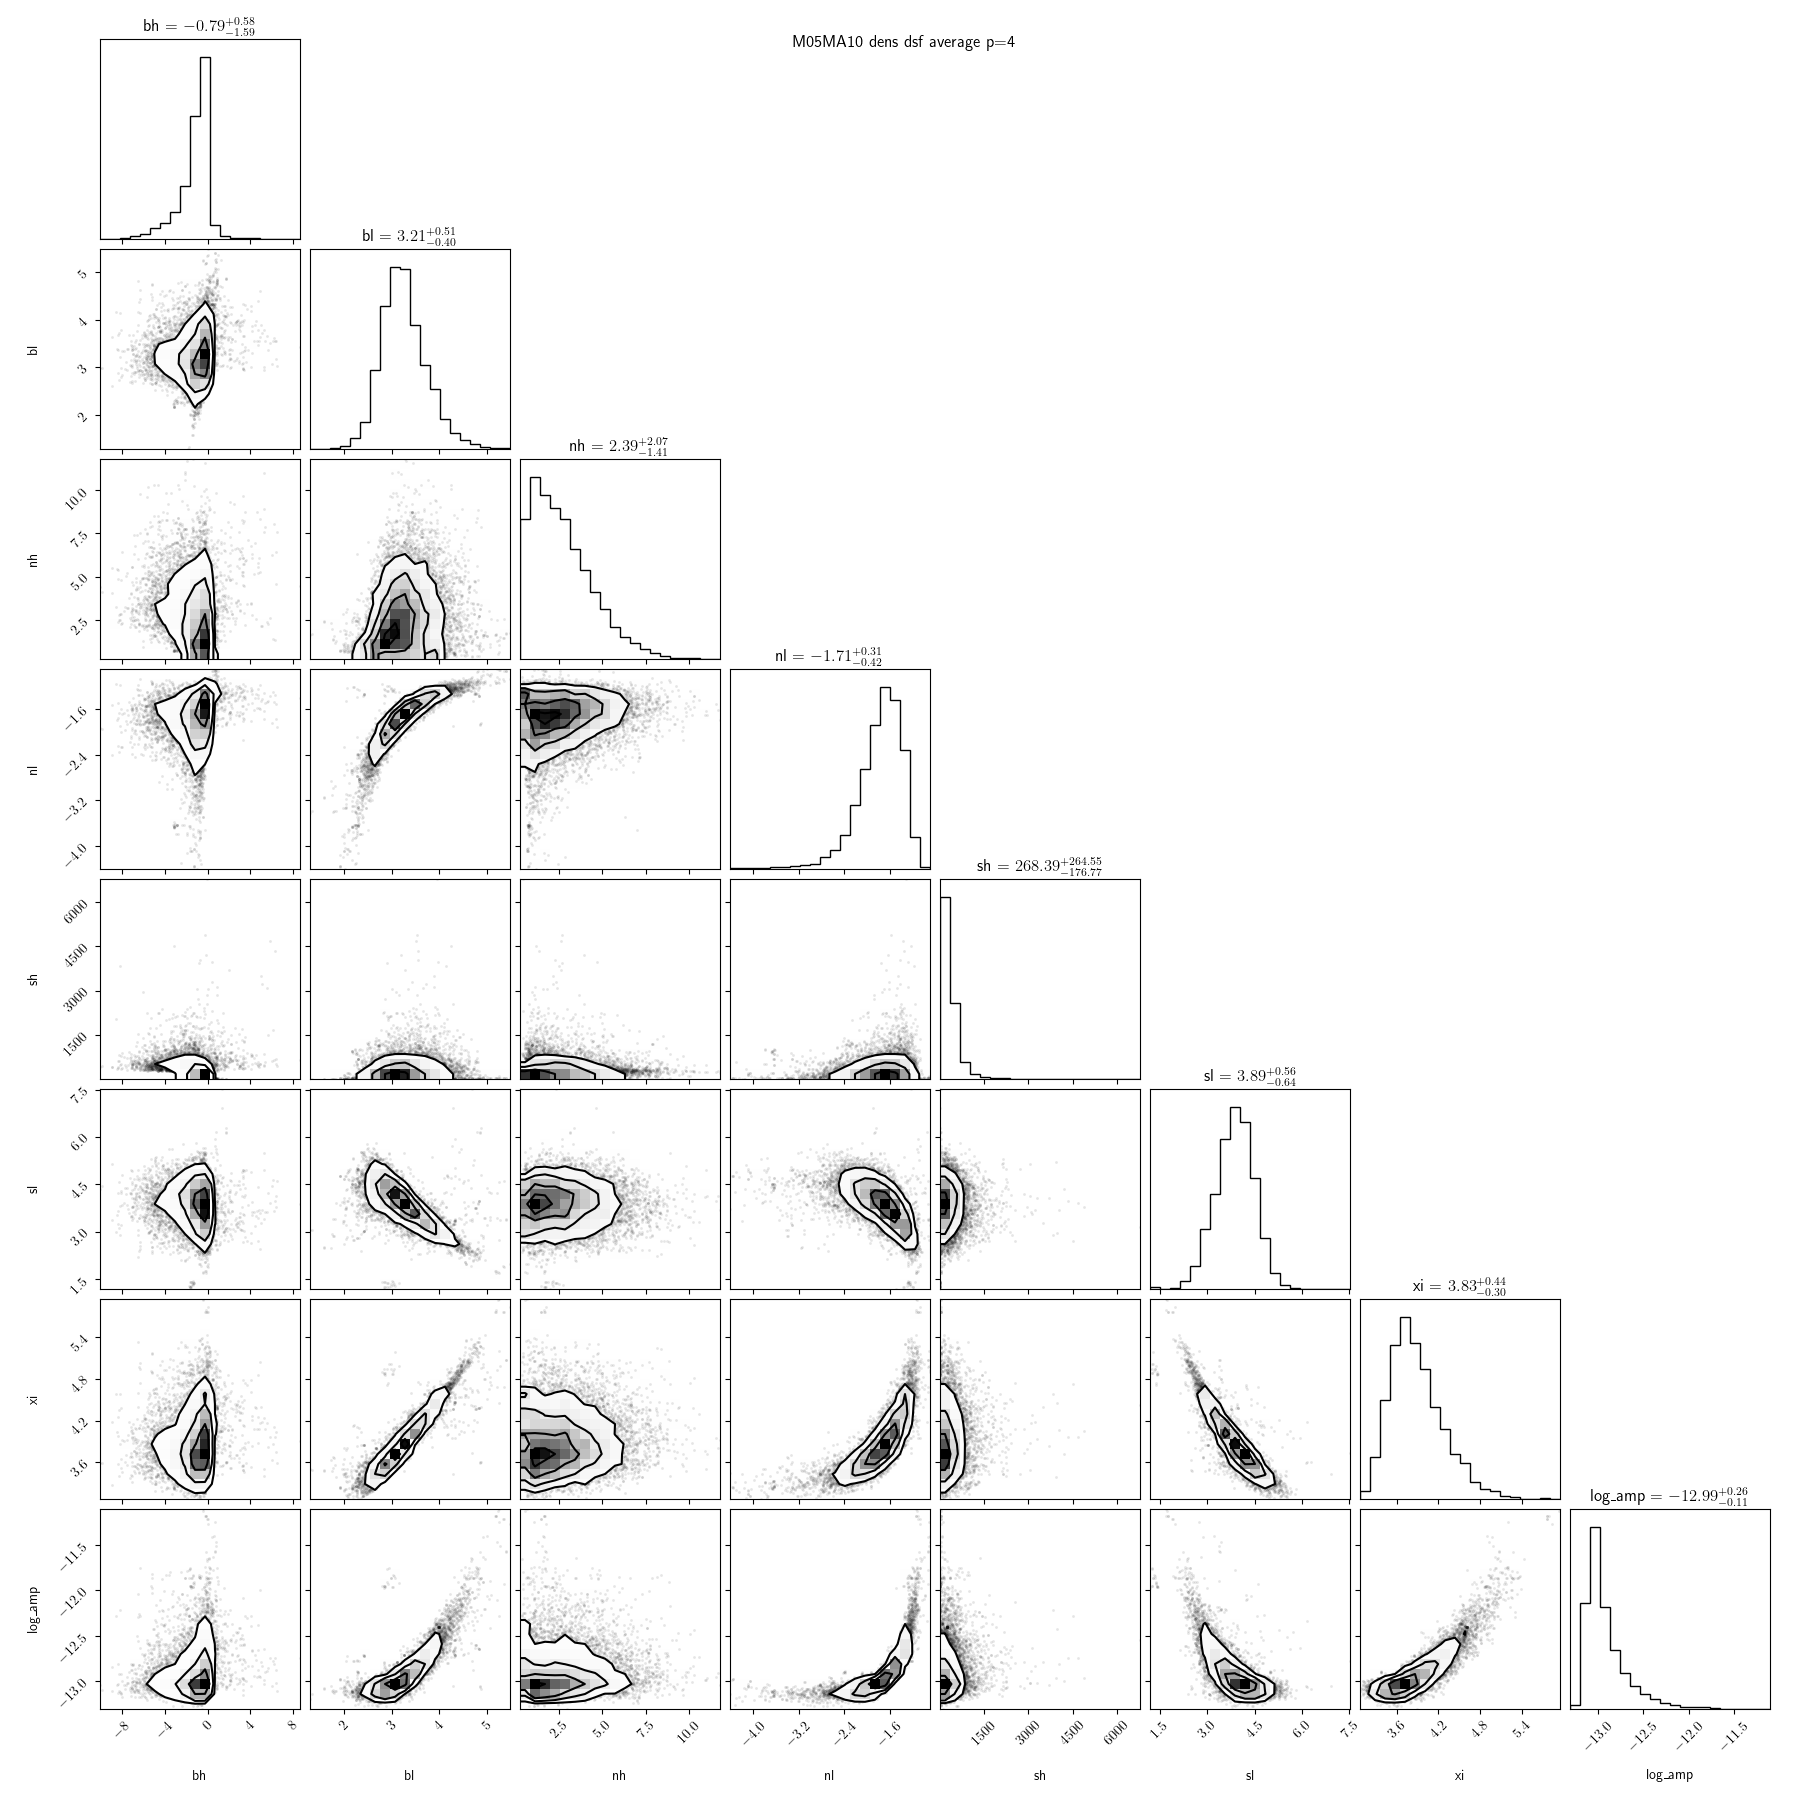 bh = −0.79 +0.58 −1.59
M05MA10 dens dsf average p=4
bl = 3.21 +0.51 −0.40
5
4
3
2
bl
nh = 2.39 +2.07 −1.41
10.0
7.5
5.0
2.5
nh
nl = −1.71 +0.31 −0.42
−1.6
−2.4
−3.2
−4.0
nl
sh = 268.39 +264.55 −176.77
6000
4500
3000
1500
sh
sl = 3.89 +0.56 −0.64
7.5
6.0
4.5
3.0
1.5
sl
xi = 3.83 +0.44 −0.30
5.4
4.8
4.2
3.6
xi
log_amp = −12.99 +0.26 −0.11
−11.5
−12.0
−12.5
−13.0
log_amp
−8 −4 0 4 8 2 3 4 5 2.5 5.0 7.5 10.0 −4.0 −3.2 −2.4 −1.6 1500 3000 4500 6000 1.5 3.0 4.5 6.0 7.5 3.6 4.2 4.8 5.4 −13.0 −12.5 −12.0 −11.5
bh bl nh nl sh sl xi log_amp